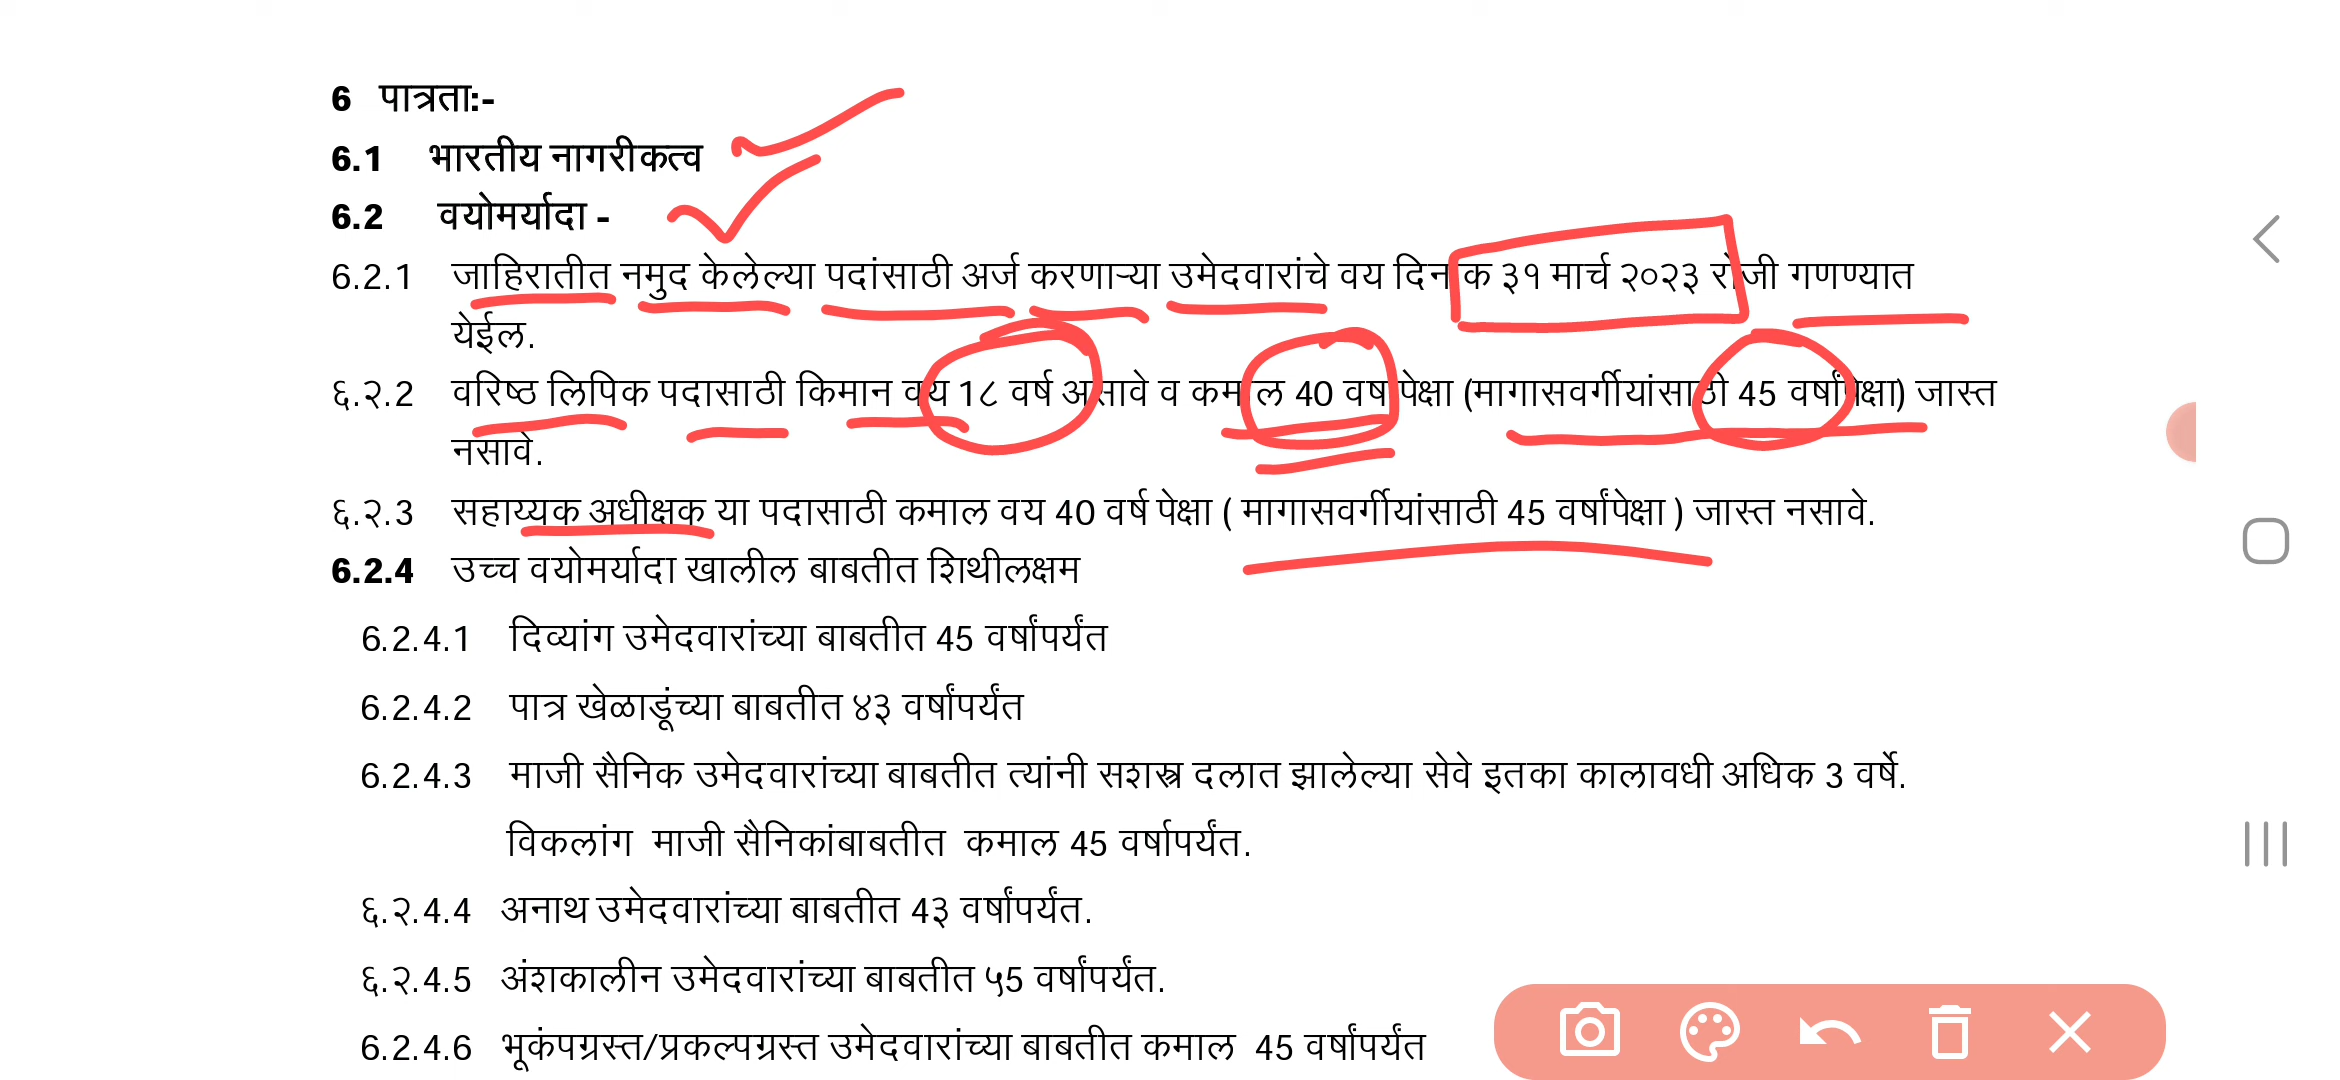 6 पात्रता:-
6.1 भारतीय नागरीकत्व
6.2 वयोमर्यादा -
6.2.1 जाहिरातीत नमुद केलेल्या पदांसाठी अर्ज करणाऱ्या उमेदवारांचे वय दिनांक ३१ मार्च २०२३ रोजी गणण्यात
येईल.
६.२.2 वरिष्ठ लिपिक पदासाठी किमान वय 1८ वर्ष असावे व कमाल 40 वर्षापेक्षा (मागासवर्गीयांसाठी 45 वर्षांपेक्षा) जास्त
नसावे.
६.२.3 सहाय्यक अधीक्षक या पदासाठी कमाल वय 40 वर्ष पेक्षा ( मागासवर्गीयांसाठी 45 वर्षांपेक्षा ) जास्त नसावे.
6.2.4 उच्च वयोमर्यादा खालील बाबतीत शिथीलक्षम
6.2.4.1 दिव्यांग उमेदवारांच्या बाबतीत 45 वर्षांपर्यंत
6.2.4.2 पात्र खेळाडूंच्या बाबतीत ४३ वर्षांपर्यंत
6.2.4.3 माजी सैनिक उमेदवारांच्या बाबतीत त्यांनी सशस्त्र दलात झालेल्या सेवे इतका कालावधी अधिक 3 वर्षे.
विकलांग माजी सैनिकांबाबतीत कमाल 45 वर्षापर्यंत.
६.२.4.4 अनाथ उमेदवारांच्या बाबतीत 4३ वर्षांपर्यंत.
६.२.4.5 अंशकालीन उमेदवारांच्या बाबतीत ५5 वर्षांपर्यंत.
6.2.4.6 भूकंपग्रस्त/प्रकल्पग्रस्त उमेदवारांच्या बाबतीत कमाल 45 वर्षांपर्यंत